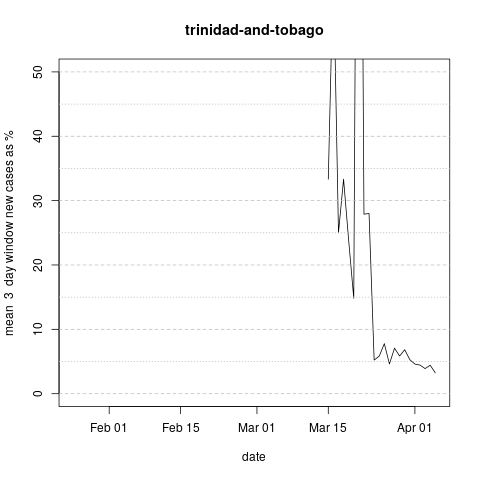 trinidad-and-tobago
mean 3 day window new cases as %
50
40
30
20
10
0
Feb 01 Feb 15 Mar 01 Mar 15 Apr 01
date